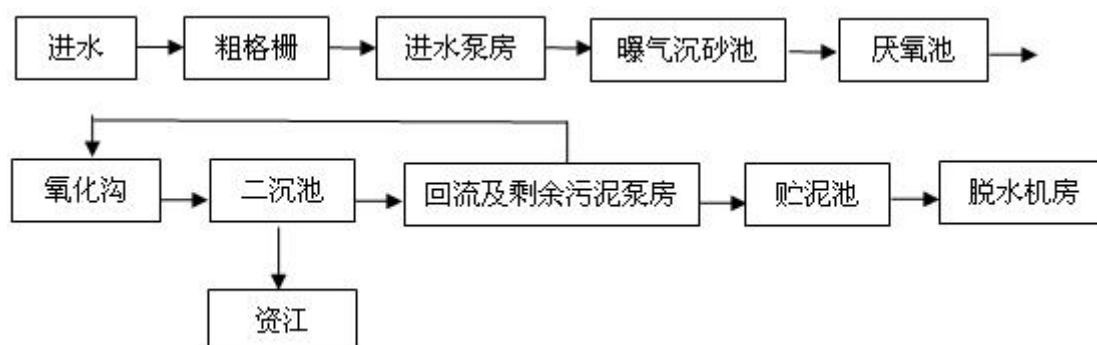 进水
粗格栅
进水泵房
曝气沉砂池
厌氧池
氧化沟
二沉池
回流及剩余污泥泵房
贮泥池
脱水机房
资江